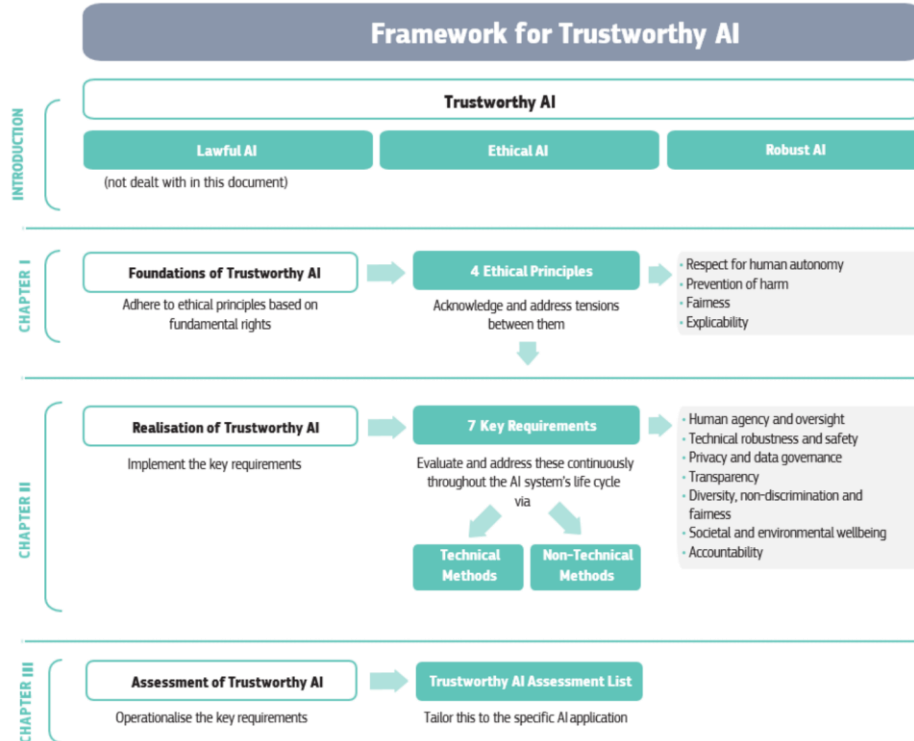 Framework for Trustworthy AI
INTRODUCTION
Trustworthy AI
Lawful AI
Ethical AI
Robust AI
(not dealt with in this document)
CHAPTER I
Foundations of Trustworthy AI
Adhere to ethical principles based on
fundamental rights
4 Ethical Principles
Acknowledge and address tensions
between them
• Respect for human autonomy
• Prevention of harm
• Fairness
• Explicability
CHAPTER II
Realisation of Trustworthy AI
Implement the key requirements
7 Key Requirements
Evaluate and address these continuously
throughout the AI system's life cycle
via
Technical
Methods
Non-Technical
Methods
• Human agency and oversight
• Technical robustness and safety
• Privacy and data governance
• Transparency
• Diversity, non-discrimination and
fairness
• Societal and environmental wellbeing
• Accountability
CHAPTER III
Assessment of Trustworthy AI
Operationalise the key requirements
Trustworthy AI Assessment List
Tailor this to the specific AI application